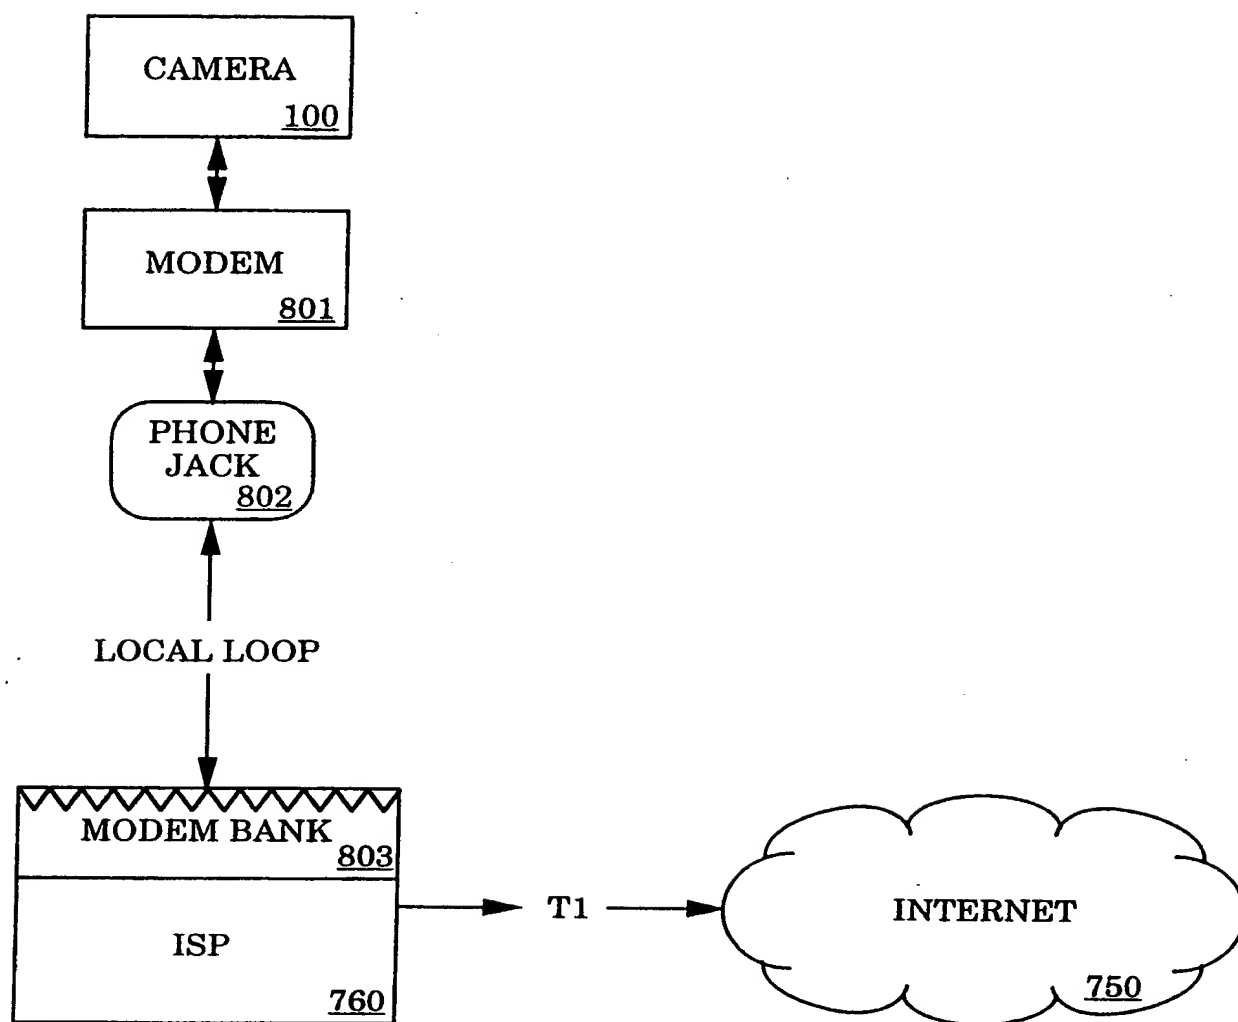 CAMERA
100
MODEM
801
PHONE
JACK
802
LOCAL LOOP
MODEM BANK
803
ISP
760
T1
INTERNET
750